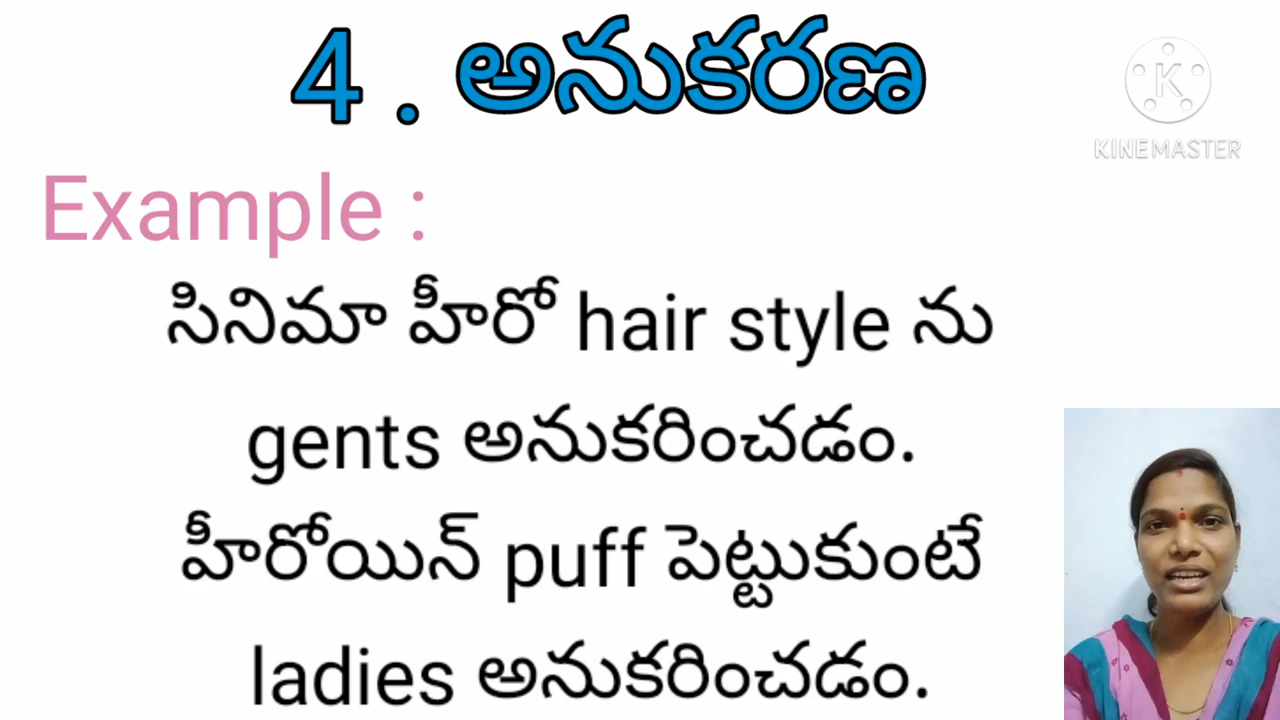 4 . అనుకరణ
KINEMASTER
Example :
సినిమా హీరో hair style ను
gents అనుకరించడం.
హీరోయిన్ puff పెట్టుకుంటే
ladies అనుకరించడం.